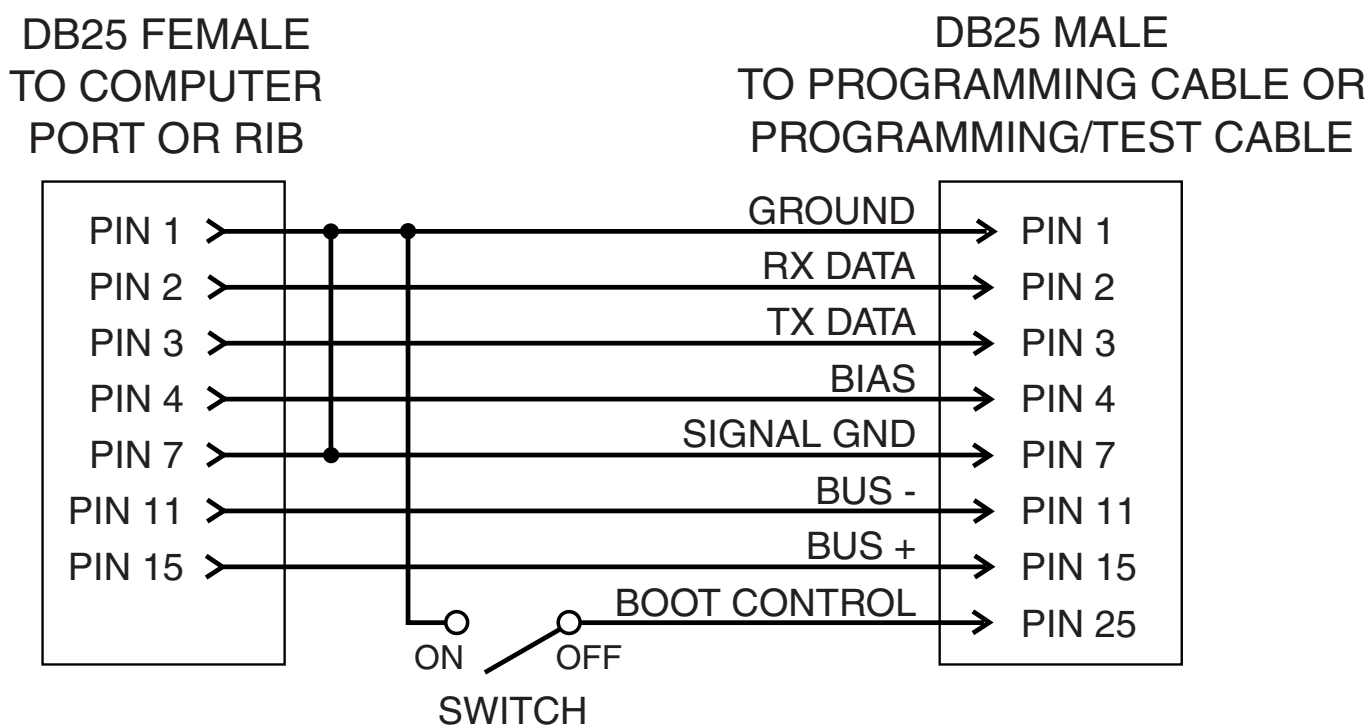 DB25 FEMALE
TO COMPUTER
PORT OR RIB
DB25 MALE
TO PROGRAMMING CABLE OR
PROGRAMMING/TEST CABLE
PIN 1
GROUND
PIN 1
PIN 2
RX DATA
PIN 2
PIN 3
TX DATA
PIN 3
PIN 4
BIAS
PIN 4
PIN 7
SIGNAL GND
PIN 7
PIN 11
BUS -
PIN 11
PIN 15
BUS +
PIN 15
BOOT CONTROL
PIN 25
ON
OFF
SWITCH